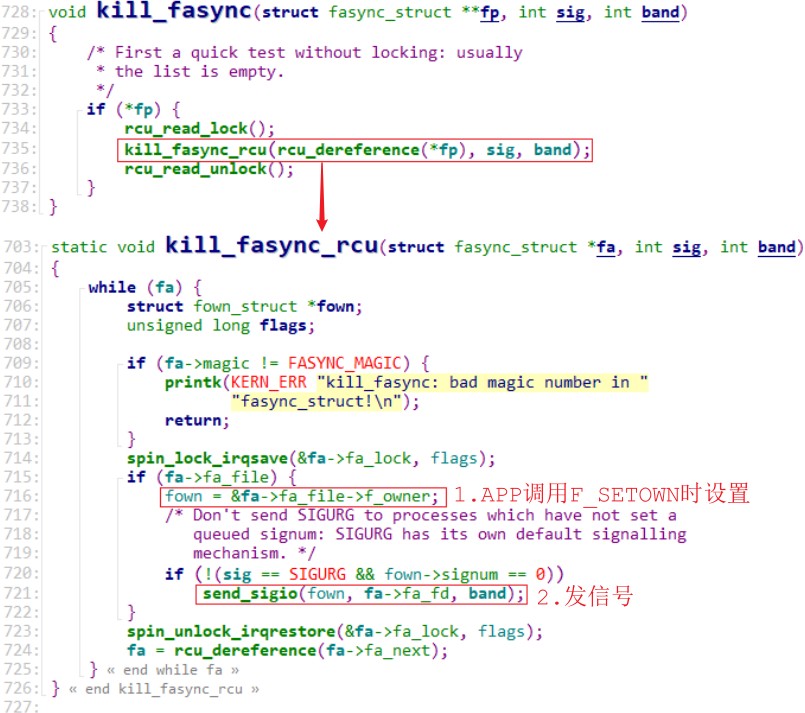 728: void kill_fasync(struct fasync_struct **fp, int sig, int band)
729: {
730: /* First a quick test without locking: usually
731: * the list is empty.
732: */
733: if (*fp) {
734: rcu_read_lock();
735: kill_fasync_rcu(rcu_dereference(*fp), sig, band);
736: rcu_read_unlock();
737: }
738: }
703: static void kill_fasync_rcu(struct fasync_struct *fa, int sig, int band)
704: {
705: while (fa) {
706: struct fown_struct *fown;
707: unsigned long flags;
708:
709: if (fa->magic != FASYNC_MAGIC) {
710: printk(KERN_ERR "kill_fasync: bad magic number in "
711: "fasync_struct!\n");
712: return;
713: }
714: spin_lock_irqsave(&fa->fa_lock, flags);
715: if (fa->fa_file) {
716: fown = &fa->fa_file->f_owner; 1.APP调用F_SETOWN时设置
717: /* Don't send SIGURG to processes which have not set a
718: queued signum: SIGURG has its own default signalling
719: mechanism. */
720: if (!(sig == SIGURG && fown->signum == 0))
721: send_sigio(fown, fa->fa_fd, band); 2.发信号
722: }
723: spin_unlock_irqrestore(&fa->fa_lock, flags);
724: fa = rcu_dereference(fa->fa_next);
725: } « end while fa »
726: } « end kill_fasync_rcu »
727: